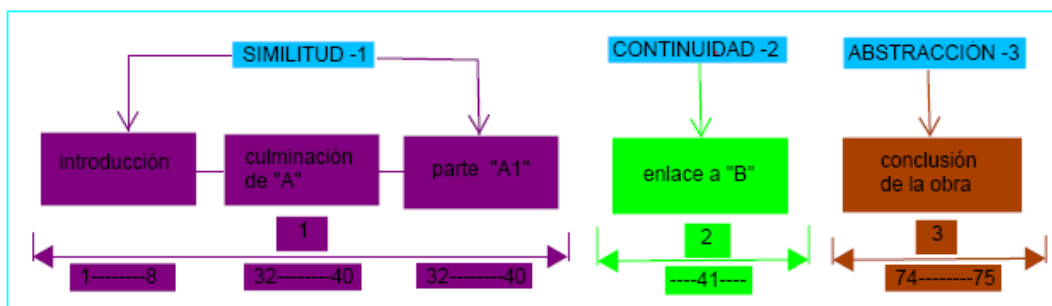 SIMILITUD -1
CONTINUIDAD -2
ABSTRACCIÓN -3
introducción
culminación
de "A"
parte "A1"
enlace a "B"
conclusión
de la obra
1
2
3
1--------8
32--------40
32--------40
----41----
74--------75